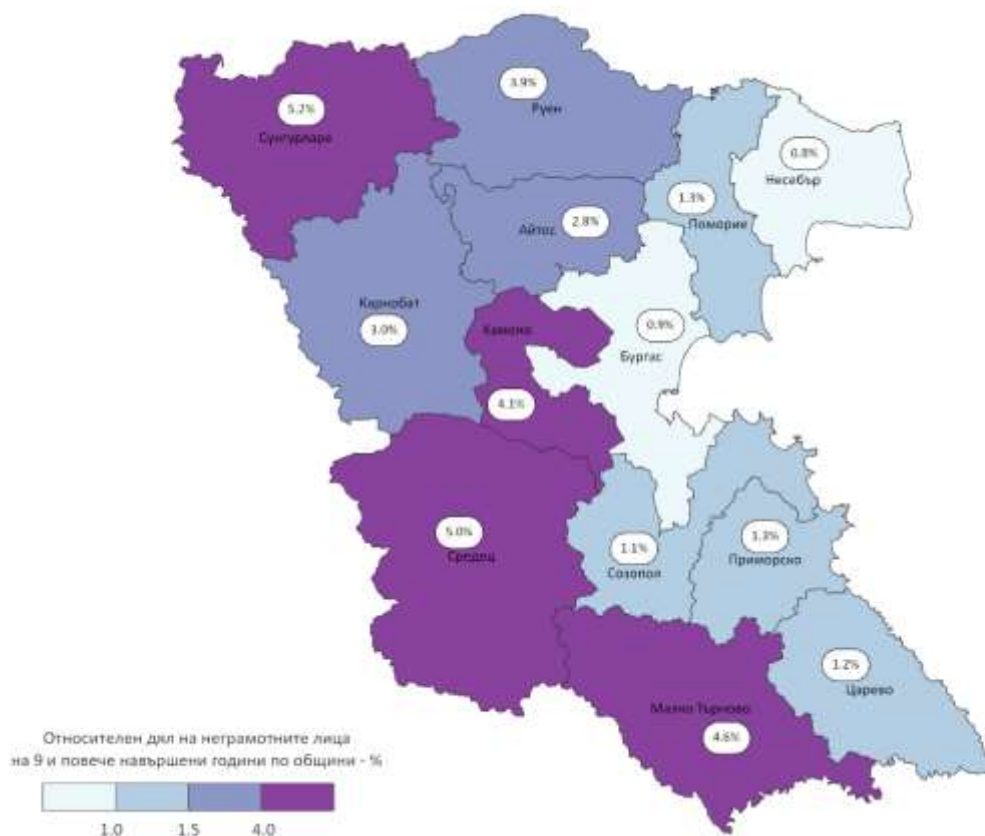 3.9%
Руен
5.2%
Сунгурларе
0.8%
Несебър
1.3%
Поморие
2.8%
Айтос
Карнобат
3.0%
Камено
0.9%
Бургас
4.1%
5.0%
Средец
1.1%
Созопол
1.3%
Приморско
1.2%
Царево
Малко Търново
4.6%
Относителен дял на неграмотните лица
на 9 и повече навършени години по общини - %
1.0 1.5 4.0